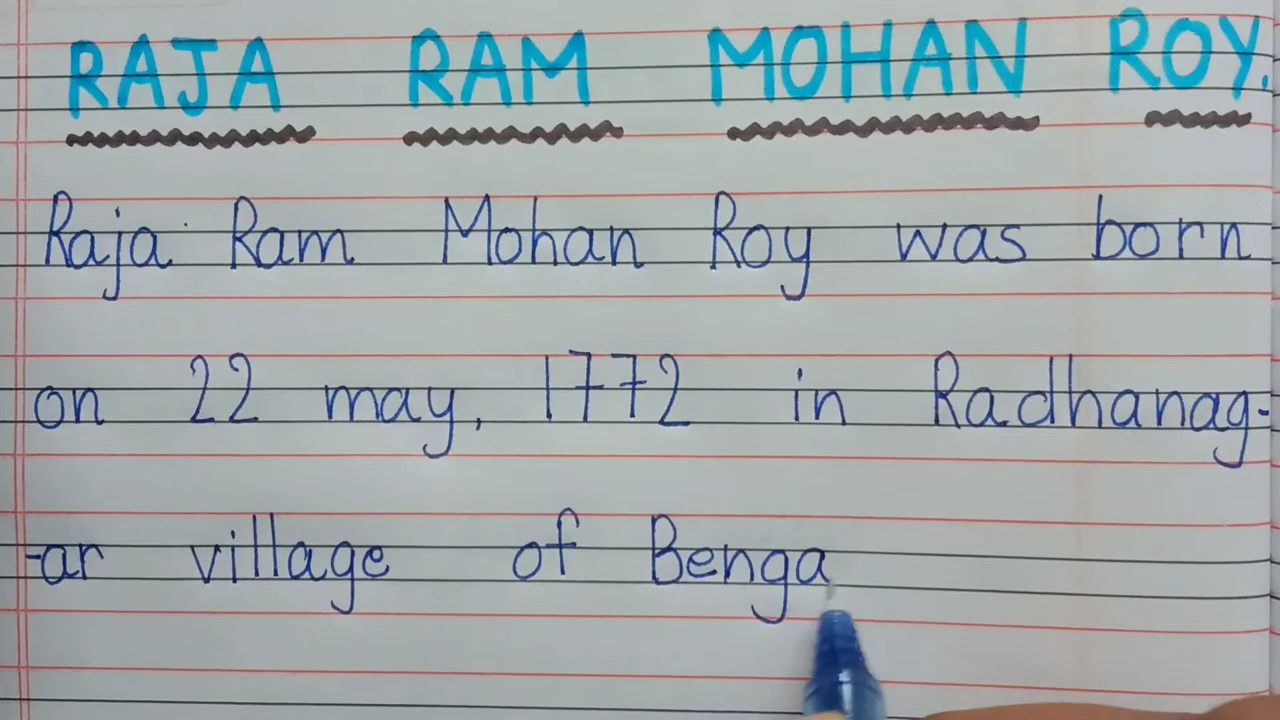 RAJA RAM MOHAN ROY.
Raja Ram Mohan Roy was born
on 22 may, 1772 in Radhanag-
-ar village of Benga